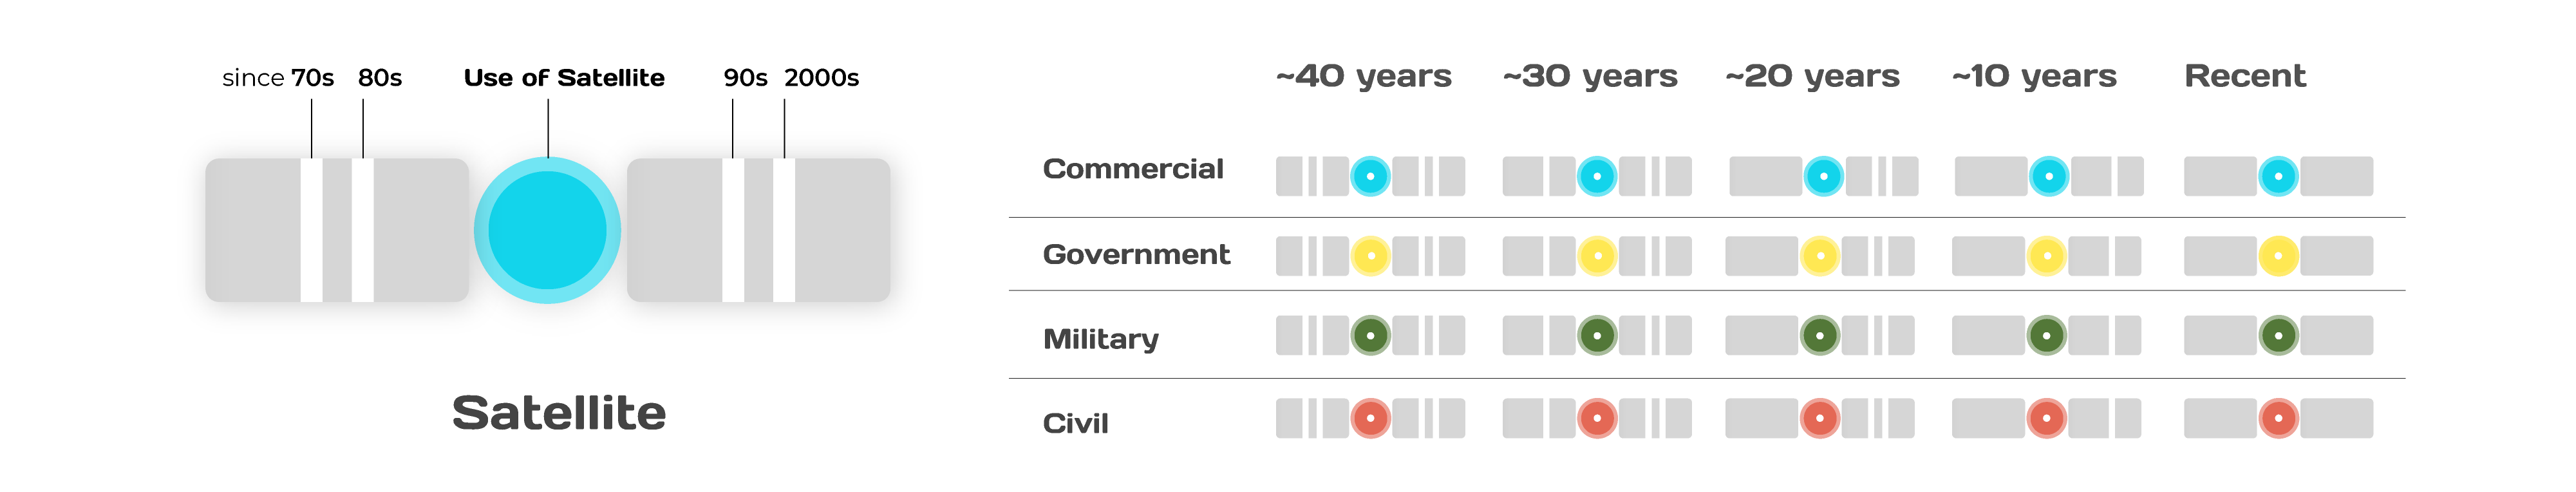 since 70s 80s Use of Satellite 90s 2000s
Satellite
~40 years ~30 years ~20 years ~10 years Recent
Commercial
Government
Military
Civil